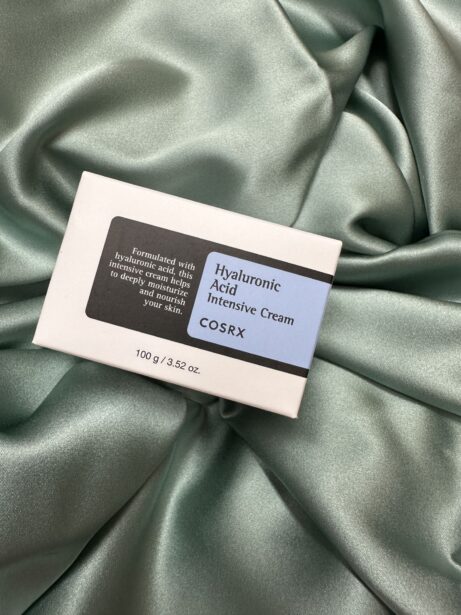 Formulated with
hyaluronic acid, this
intensive cream helps
to deeply moisturize
and nourish
your skin.
Hyaluronic
Acid
Intensive Cream
COSRX
100 g / 3.52 oz.